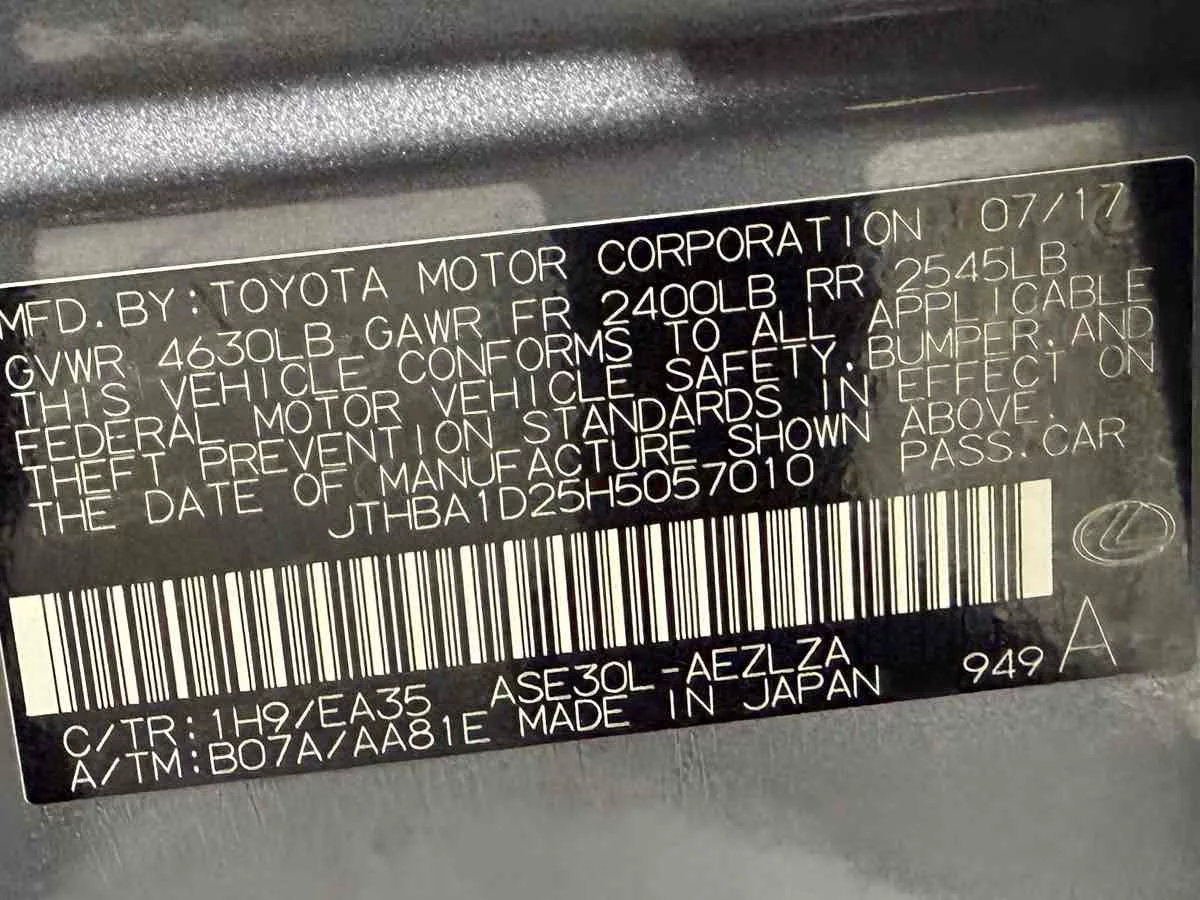 MFD. BY: TOYOTA MOTOR CORPORATION 07/17
GVWR 4630LB GAWR FR 2400LB RR 2545LB
THIS VEHICLE CONFORMS TO ALL APPLICABLE
FEDERAL MOTOR VEHICLE SAFETY, BUMPER, AND
THEFT PREVENTION STANDARDS IN EFFECT ON
THE DATE OF MANUFACTURE SHOWN ABOVE.
JTHBA1D25H5057010 PASS. CAR
C/TR: 1H9/EA35 ASE30L-AEZLZA 949 A
A/TM: B07A/AA81E MADE IN JAPAN